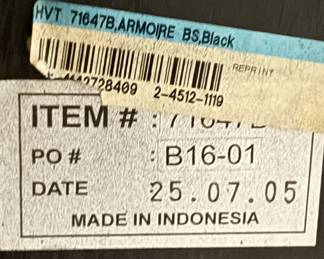 HVT 71647B,ARMOIRE BS,Black
REPRINT
2-4512-1119
ITEM # :
PO # : B16-01
DATE 25.07.05
MADE IN INDONESIA